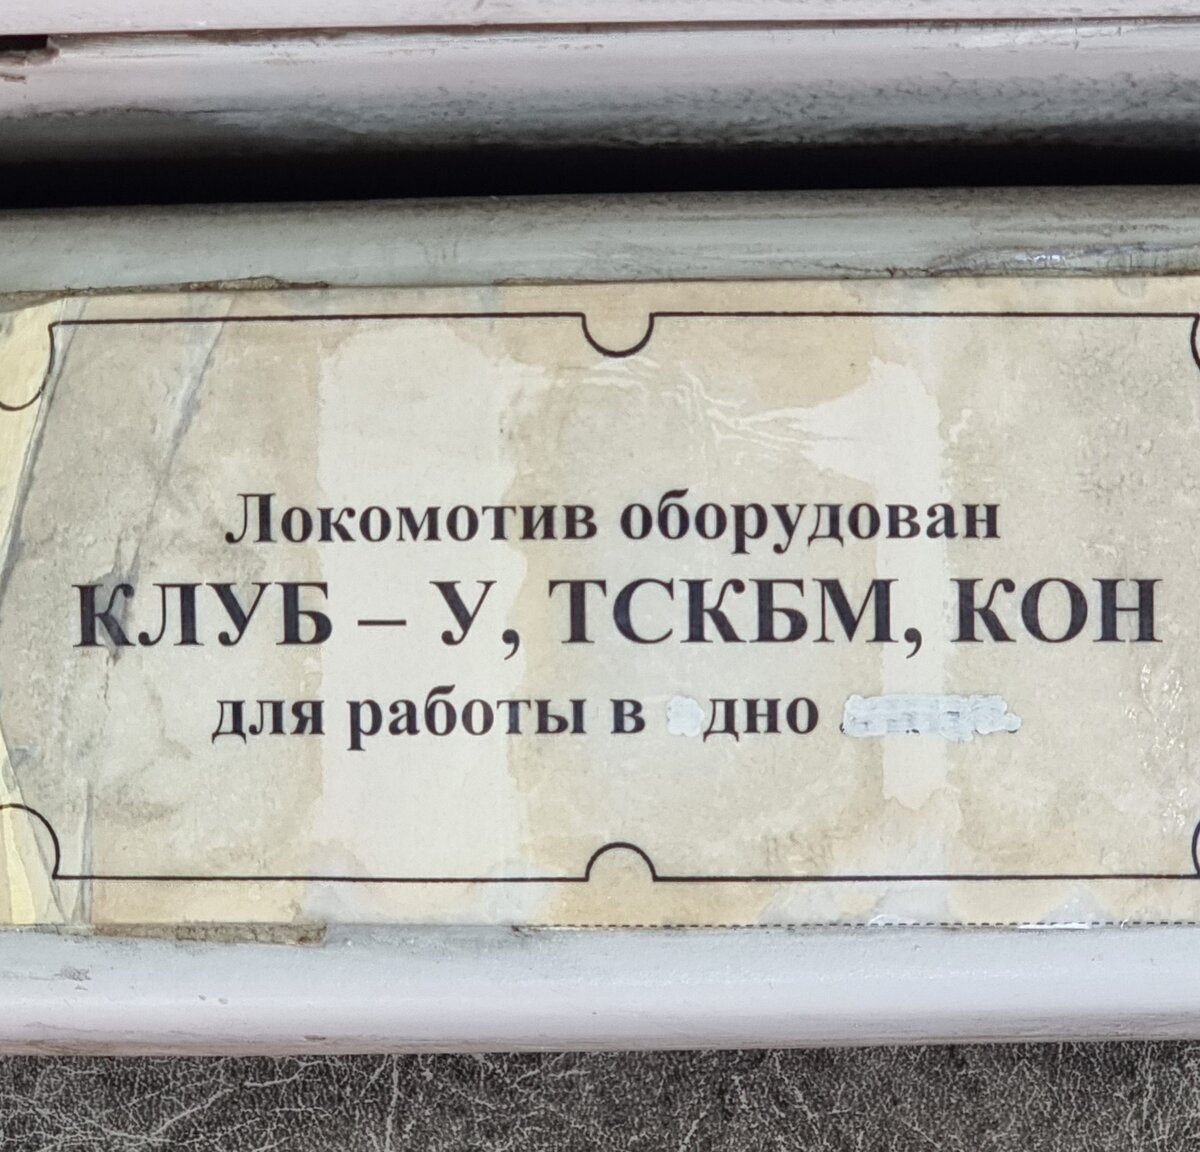 Локомотив оборудован
КЛУБ – У, ТСКБМ, КОН
для работы в дно